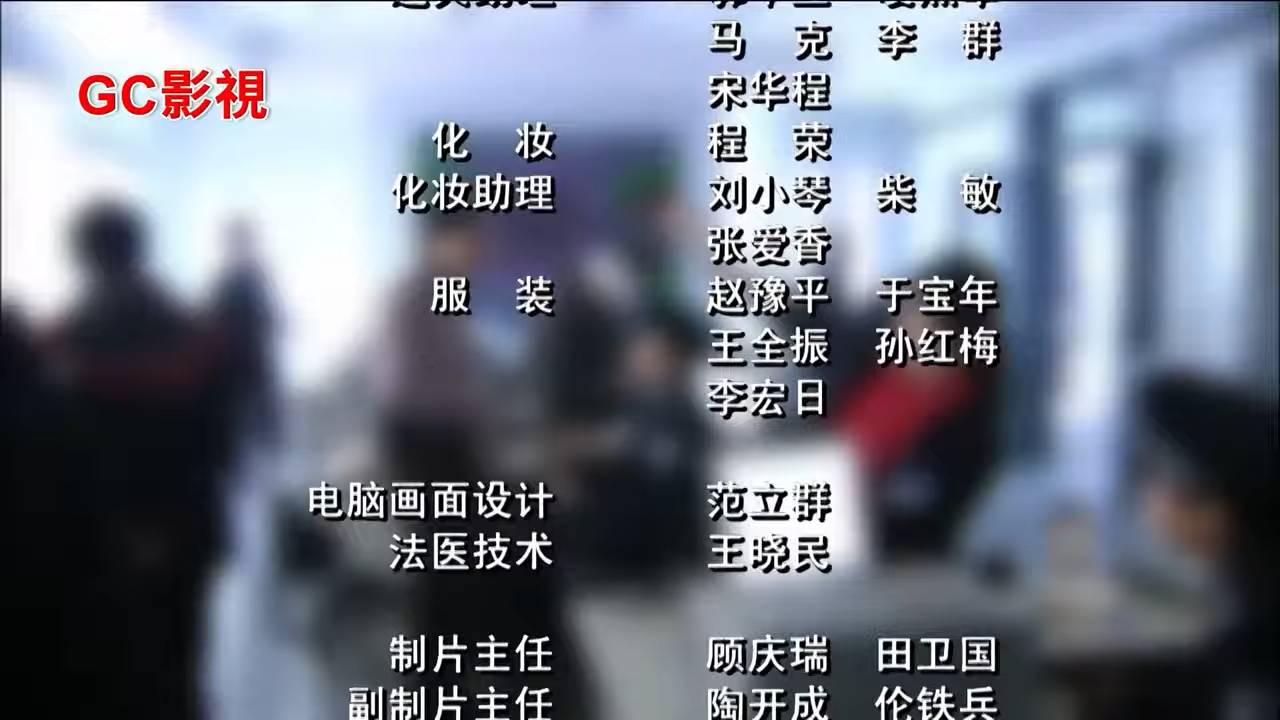 马 克 李 群
GC影視
宋华程
化 妆 程 荣
化妆助理 刘小琴 柴 敏
张爱香
服 装 赵豫平 于宝年
王全振 孙红梅
李宏日
电脑画面设计 范立群
法医技术 王晓民
制片主任 顾庆瑞 田卫国
副制片主任 陶开成 伦铁兵